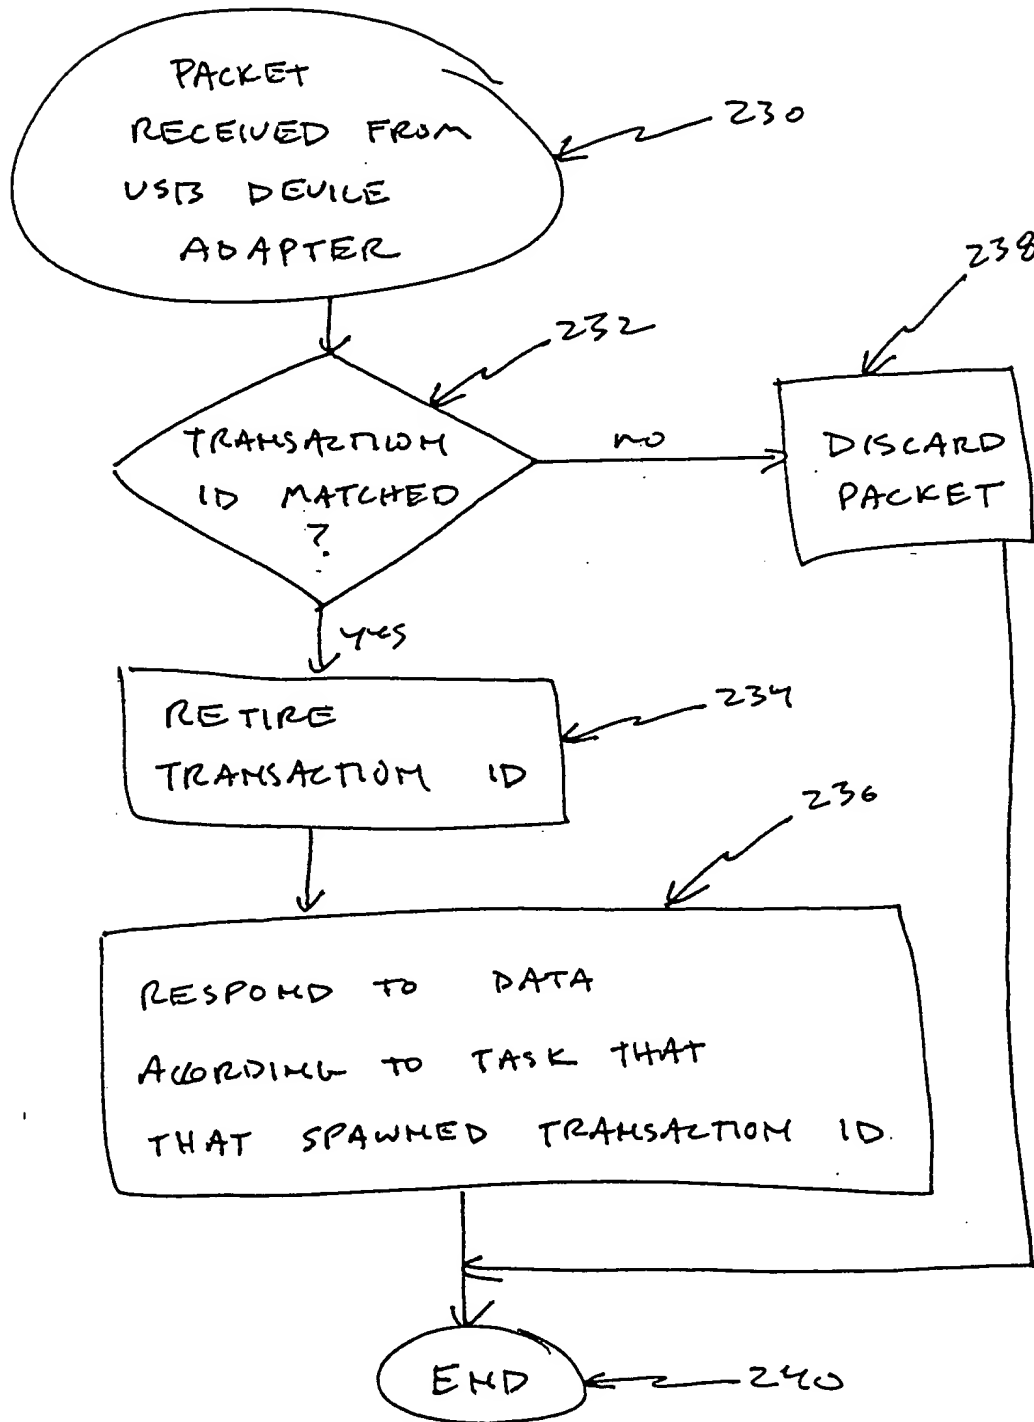 PACKET
RECEIVED FROM
USB DEVICE
ADAPTER
230
238
232
TRANSACTION
ID MATCHED
?
no
DISCARD
PACKET
yes
RETIRE
TRANSACTION ID
234
236
RESPOND TO DATA
ACCORDING TO TASK THAT
THAT SPAWNED TRANSACTION ID
END
240